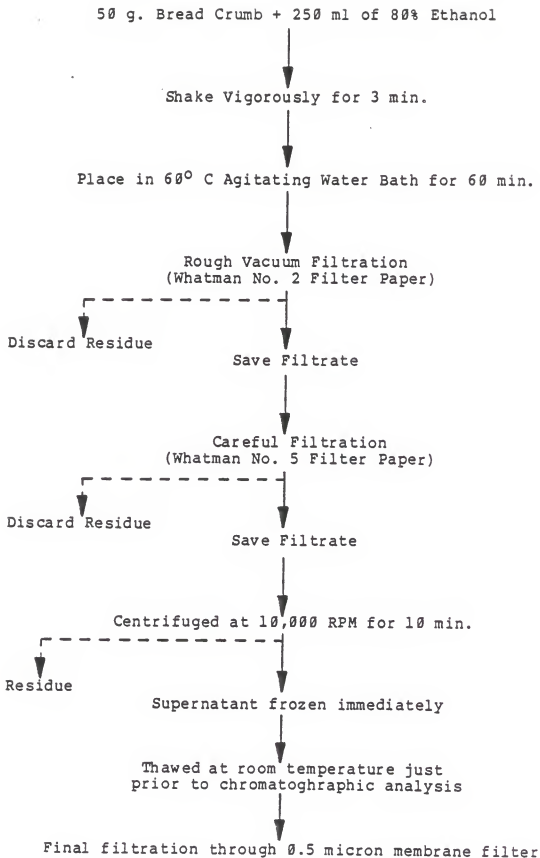 50 g. Bread Crumb + 250 ml of 80% Ethanol
Shake Vigorously for 3 min.
Place in 60° C Agitating Water Bath for 60 min.
Rough Vacuum Filtration
(Whatman No. 2 Filter Paper)
Discard Residue
Save Filtrate
Careful Filtration
(Whatman No. 5 Filter Paper)
Discard Residue
Save Filtrate
Centrifuged at 10,000 RPM for 10 min.
Residue
Supernatant frozen immediately
Thawed at room temperature just
prior to chromatoghraphic analysis
Final filtration through 0.5 micron membrane filter